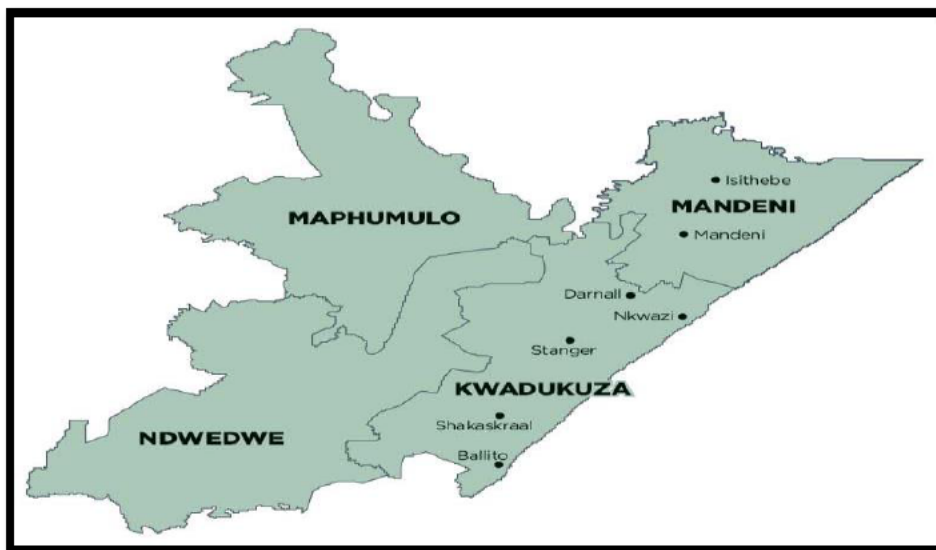 Isithebe
MANDENI
MAPHUMULO
Mandeni
Darnall
Nkwazi
Stanger
KWADUKUZA
Shakaskraal
NDWEDWE
Ballito